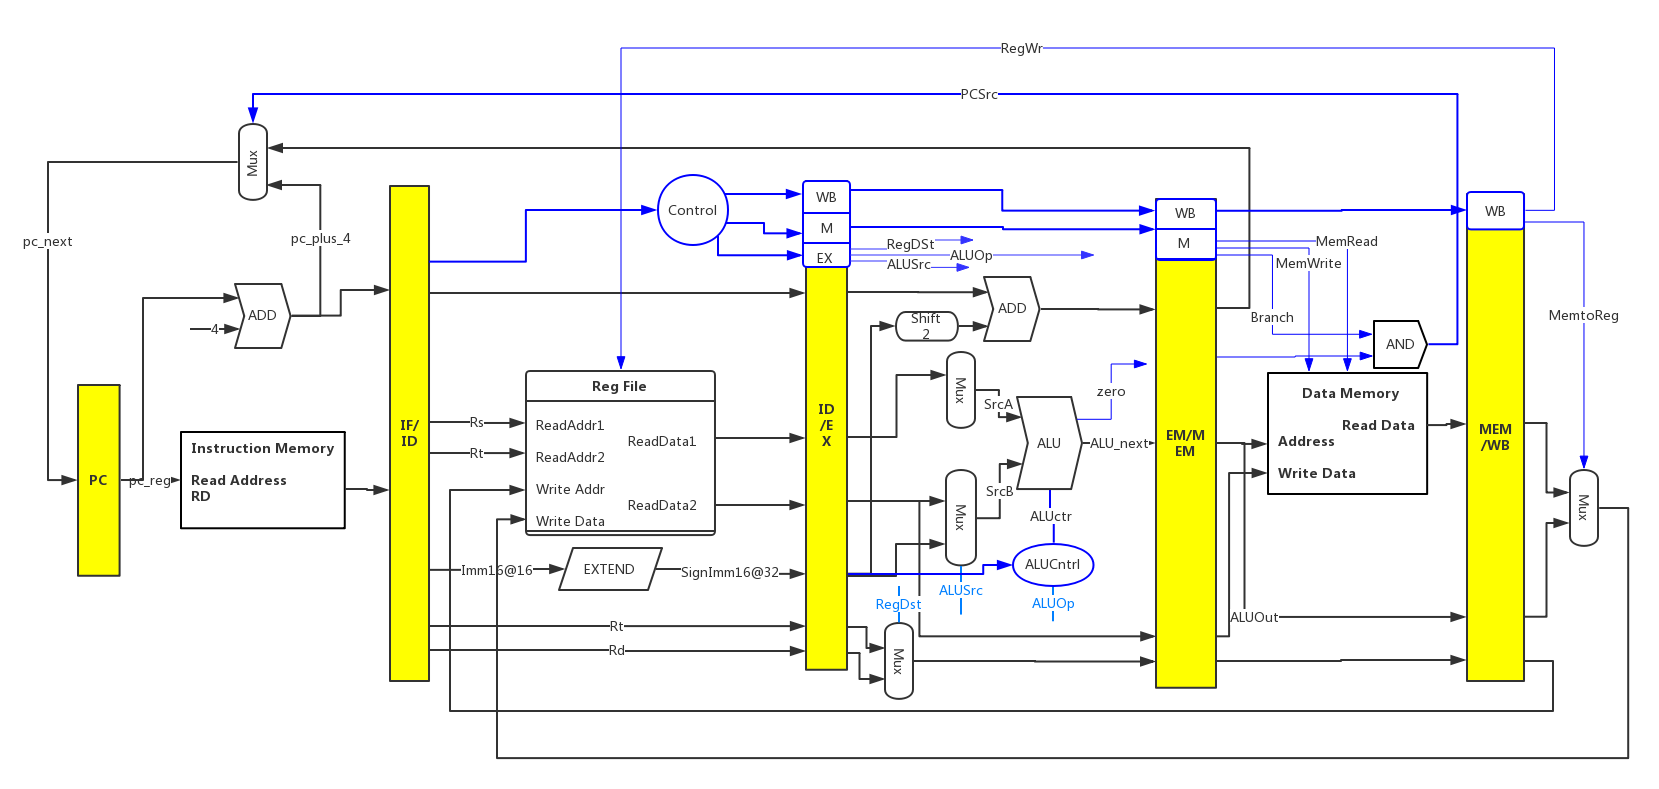 RegWr
PCSrc
Mux
pc_next
pc_plus_4
ADD
4
PC
pc_reg
Instruction Memory
Read Address
RD
IF/
ID
Control
WB
M
EX
RegDSt
ALUOp
ALUSrc
ADD
Shift
2
Rs
Rt
Reg File
ReadAddr1
ReadData1
ReadAddr2
Write Addr
ReadData2
Write Data
Imm16@16
EXTEND
SignImm16@32
Rt
Rd
ID
/E
X
Mux
SrcA
ALU
zero
ALU_next
Mux
SrcB
ALUctr
ALUCntrl
ALUSrc
ALUOp
RegDst
Mux
WB
M
EM/M
EM
MemRead
MemWrite
Branch
AND
Data Memory
Read Data
Address
Write Data
ALUOut
WB
MEM
/WB
MemtoReg
Mux